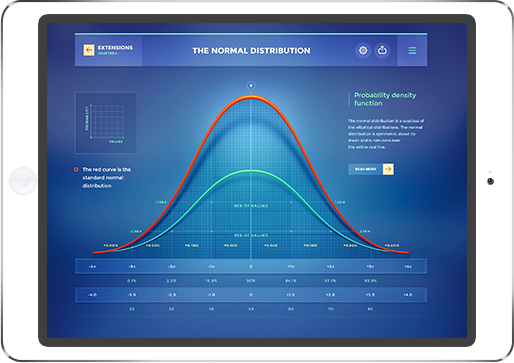 EXTENSIONS
CHAPTER 4
THE NORMAL DISTRIBUTION
Probability density
function
The normal distribution is a subclass of
the elliptical distributions. The normal
distribution is symmetric about its
mean and is non-zero over
the entire real line.
READ MORE
PROBABILITY
VALUES
The red curve is the
standard normal
distribution
95% OF VALUES
99% OF VALUES
-4σ -3σ -2σ -1σ 0 +1σ +2σ +3σ +4σ
0.1% 2.3% 15.9% 50% 84.1% 97.7% 99.9%
-4.0 -3.0 -2.0 -1.0 0 +1.0 +2.0 +3.0 +4.0
20 30 40 50 60 70 80